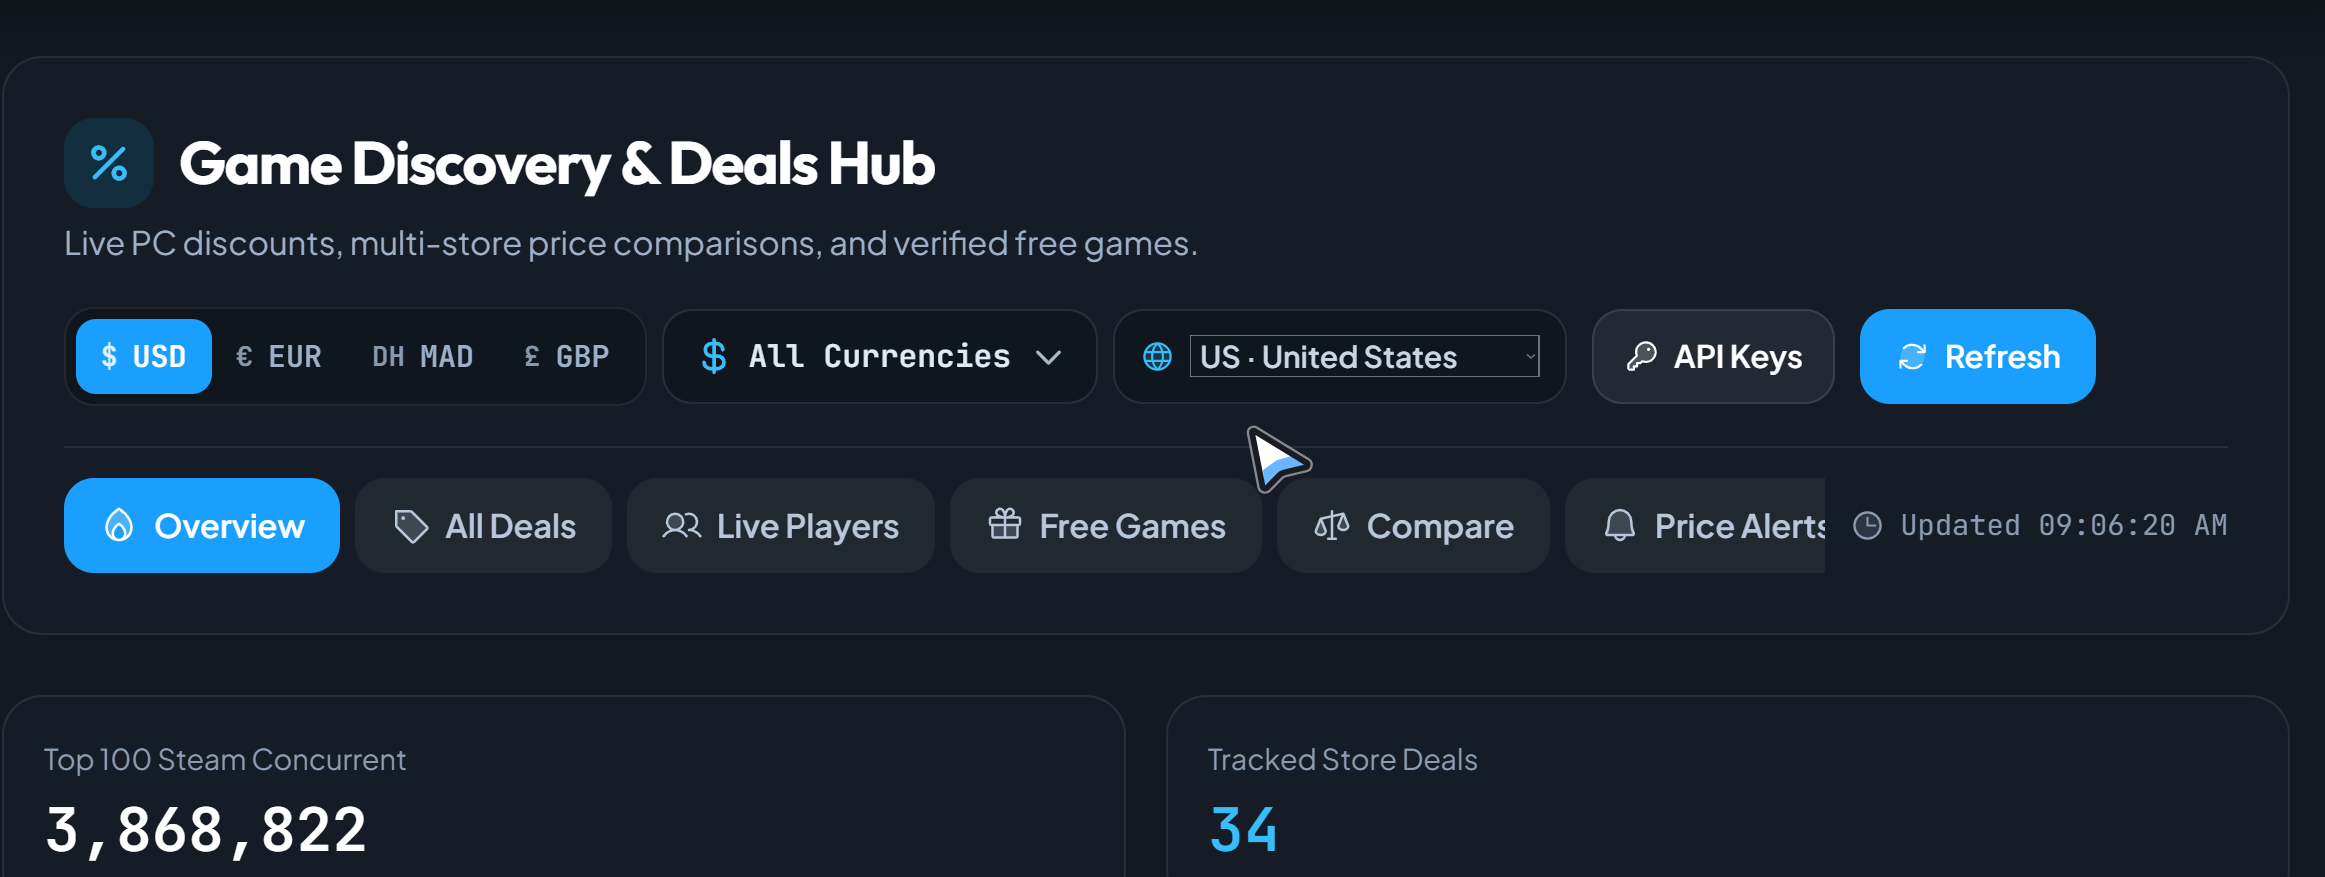 Game Discovery & Deals Hub
Live PC discounts, multi-store price comparisons, and verified free games.
$ USD € EUR DH MAD £ GBP $ All Currencies US · United States API Keys Refresh
Overview All Deals Live Players Free Games Compare Price Alerts Updated 09:06:20 AM
Top 100 Steam Concurrent Tracked Store Deals
3,868,822 34